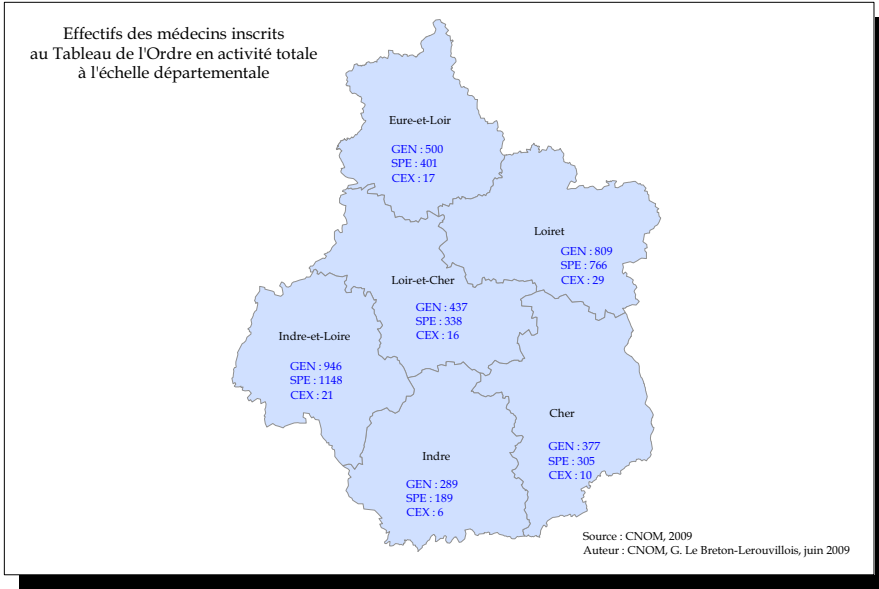 Effectifs des médecins inscrits
au Tableau de l'Ordre en activité totale
à l'échelle départementale
Eure-et-Loir
GEN : 500
SPE : 401
CEX : 17
Loiret
GEN : 809
SPE : 766
CEX : 29
Loir-et-Cher
GEN : 437
SPE : 338
CEX : 16
Indre-et-Loire
GEN : 946
SPE : 1148
CEX : 21
Cher
GEN : 377
SPE : 305
CEX : 10
Indre
GEN : 289
SPE : 189
CEX : 6
Source : CNOM, 2009
Auteur : CNOM, G. Le Breton-Lerouvillois, juin 2009